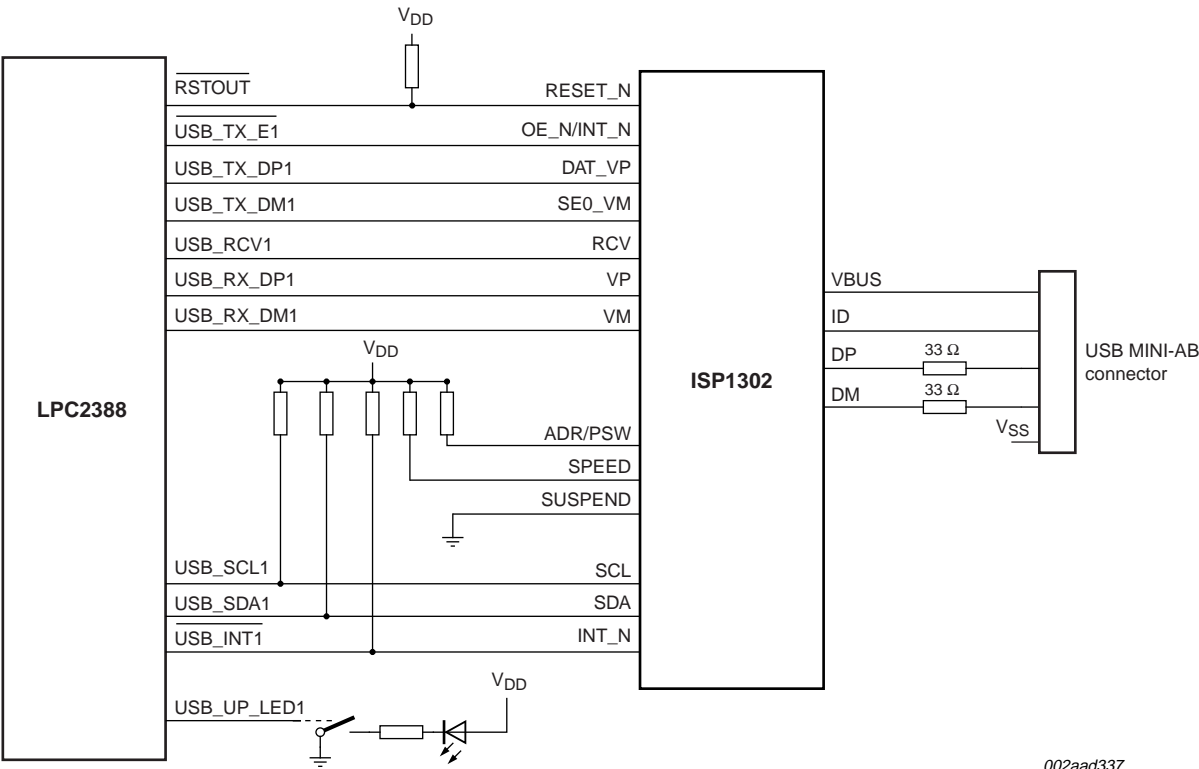 VDD
RSTOUT RESET_N
USB_TX_E1 OE_N/INT_N
USB_TX_DP1 DAT_VP
USB_TX_DM1 SE0_VM
USB_RCV1 RCV
USB_RX_DP1 VP
USB_RX_DM1 VM
VBUS
ID
DP 33 Ω
DM 33 Ω
VSS
USB MINI-AB
connector
VDD
LPC2388
ISP1302
ADR/PSW
SPEED
SUSPEND
USB_SCL1 SCL
USB_SDA1 SDA
USB_INT1 INT_N
USB_UP_LED1
VDD
002aad337